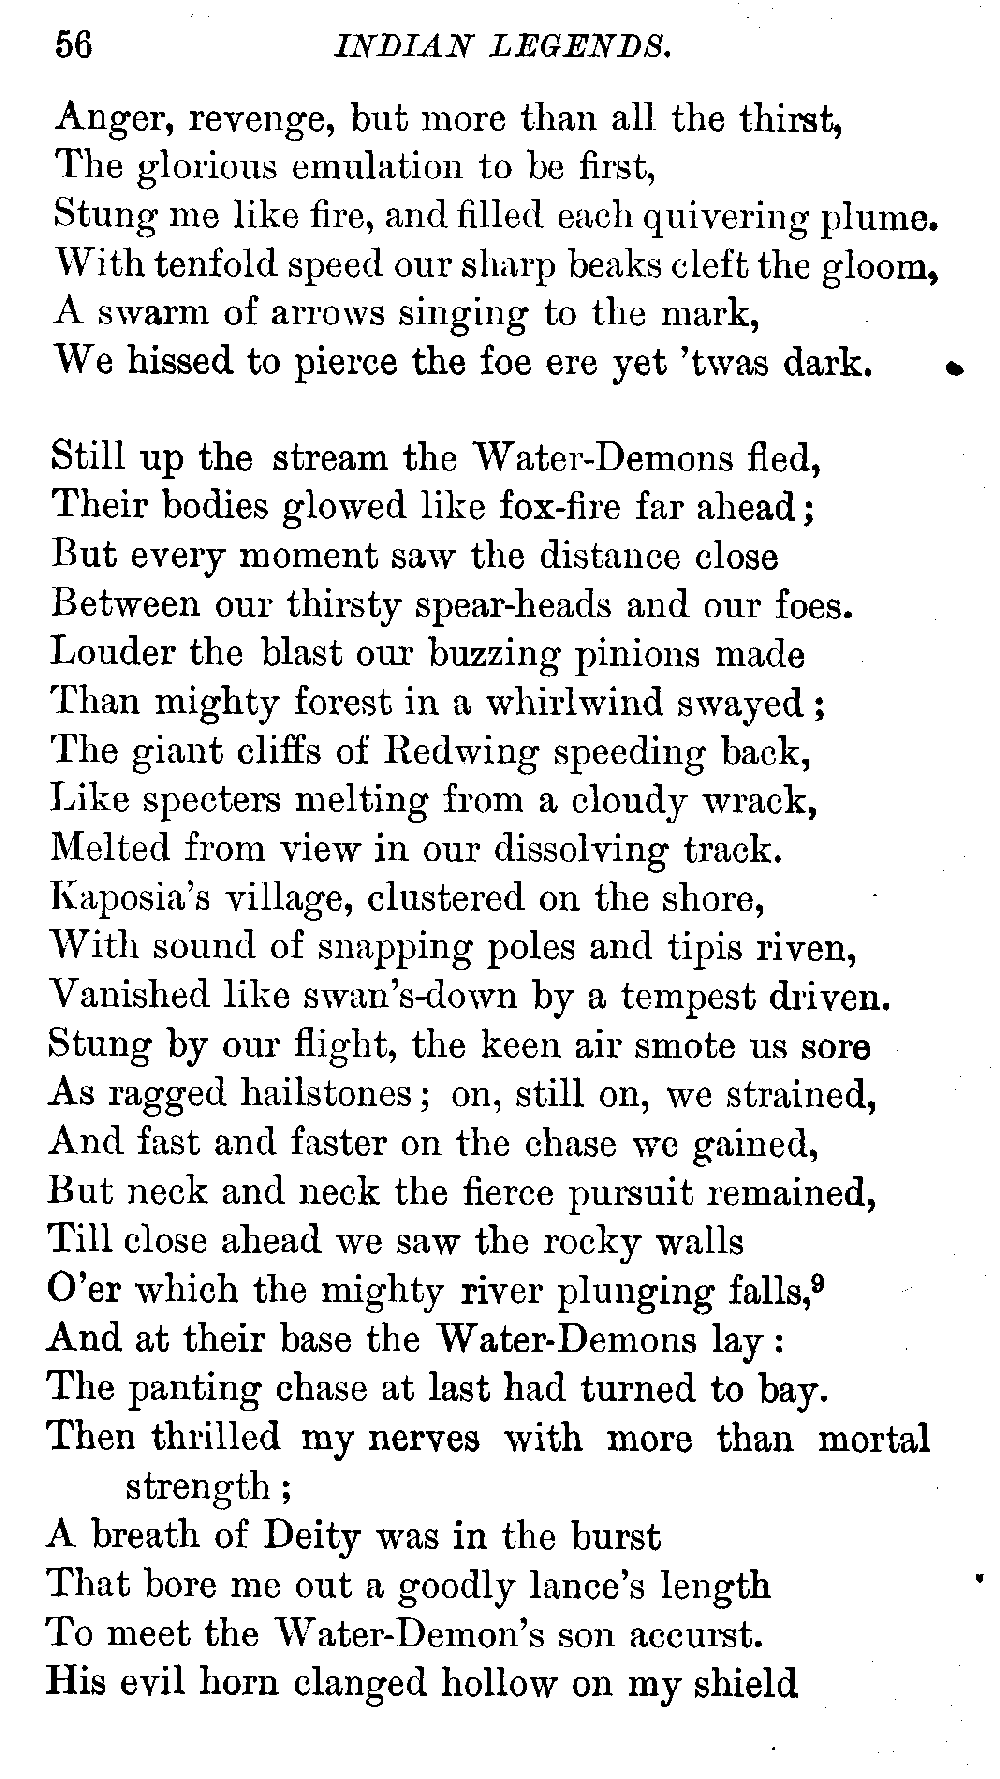 56 INDIAN LEGENDS.
Anger, revenge, but more than all the thirst,
The glorious emulation to be first,
Stung me like fire, and filled each quivering plume.
With tenfold speed our sharp beaks cleft the gloom,
A swarm of arrows singing to the mark,
We hissed to pierce the foe ere yet ’twas dark.

Still up the stream the Water-Demons fled,
Their bodies glowed like fox-fire far ahead;
But every moment saw the distance close
Between our thirsty spear-heads and our foes.
Louder the blast our buzzing pinions made
Than mighty forest in a whirlwind swayed;
The giant cliffs of Redwing speeding back,
Like specters melting from a cloudy wrack,
Melted from view in our dissolving track.
Kaposia’s village, clustered on the shore,
With sound of snapping poles and tipis riven,
Vanished like swan’s-down by a tempest driven.
Stung by our flight, the keen air smote us sore
As ragged hailstones; on, still on, we strained,
And fast and faster on the chase we gained,
But neck and neck the fierce pursuit remained,
Till close ahead we saw the rocky walls
O’er which the mighty river plunging falls,⁹
And at their base the Water-Demons lay:
The panting chase at last had turned to bay.
Then thrilled my nerves with more than mortal
strength;
A breath of Deity was in the burst
That bore me out a goodly lance’s length
To meet the Water-Demon’s son accurst.
His evil horn clanged hollow on my shield